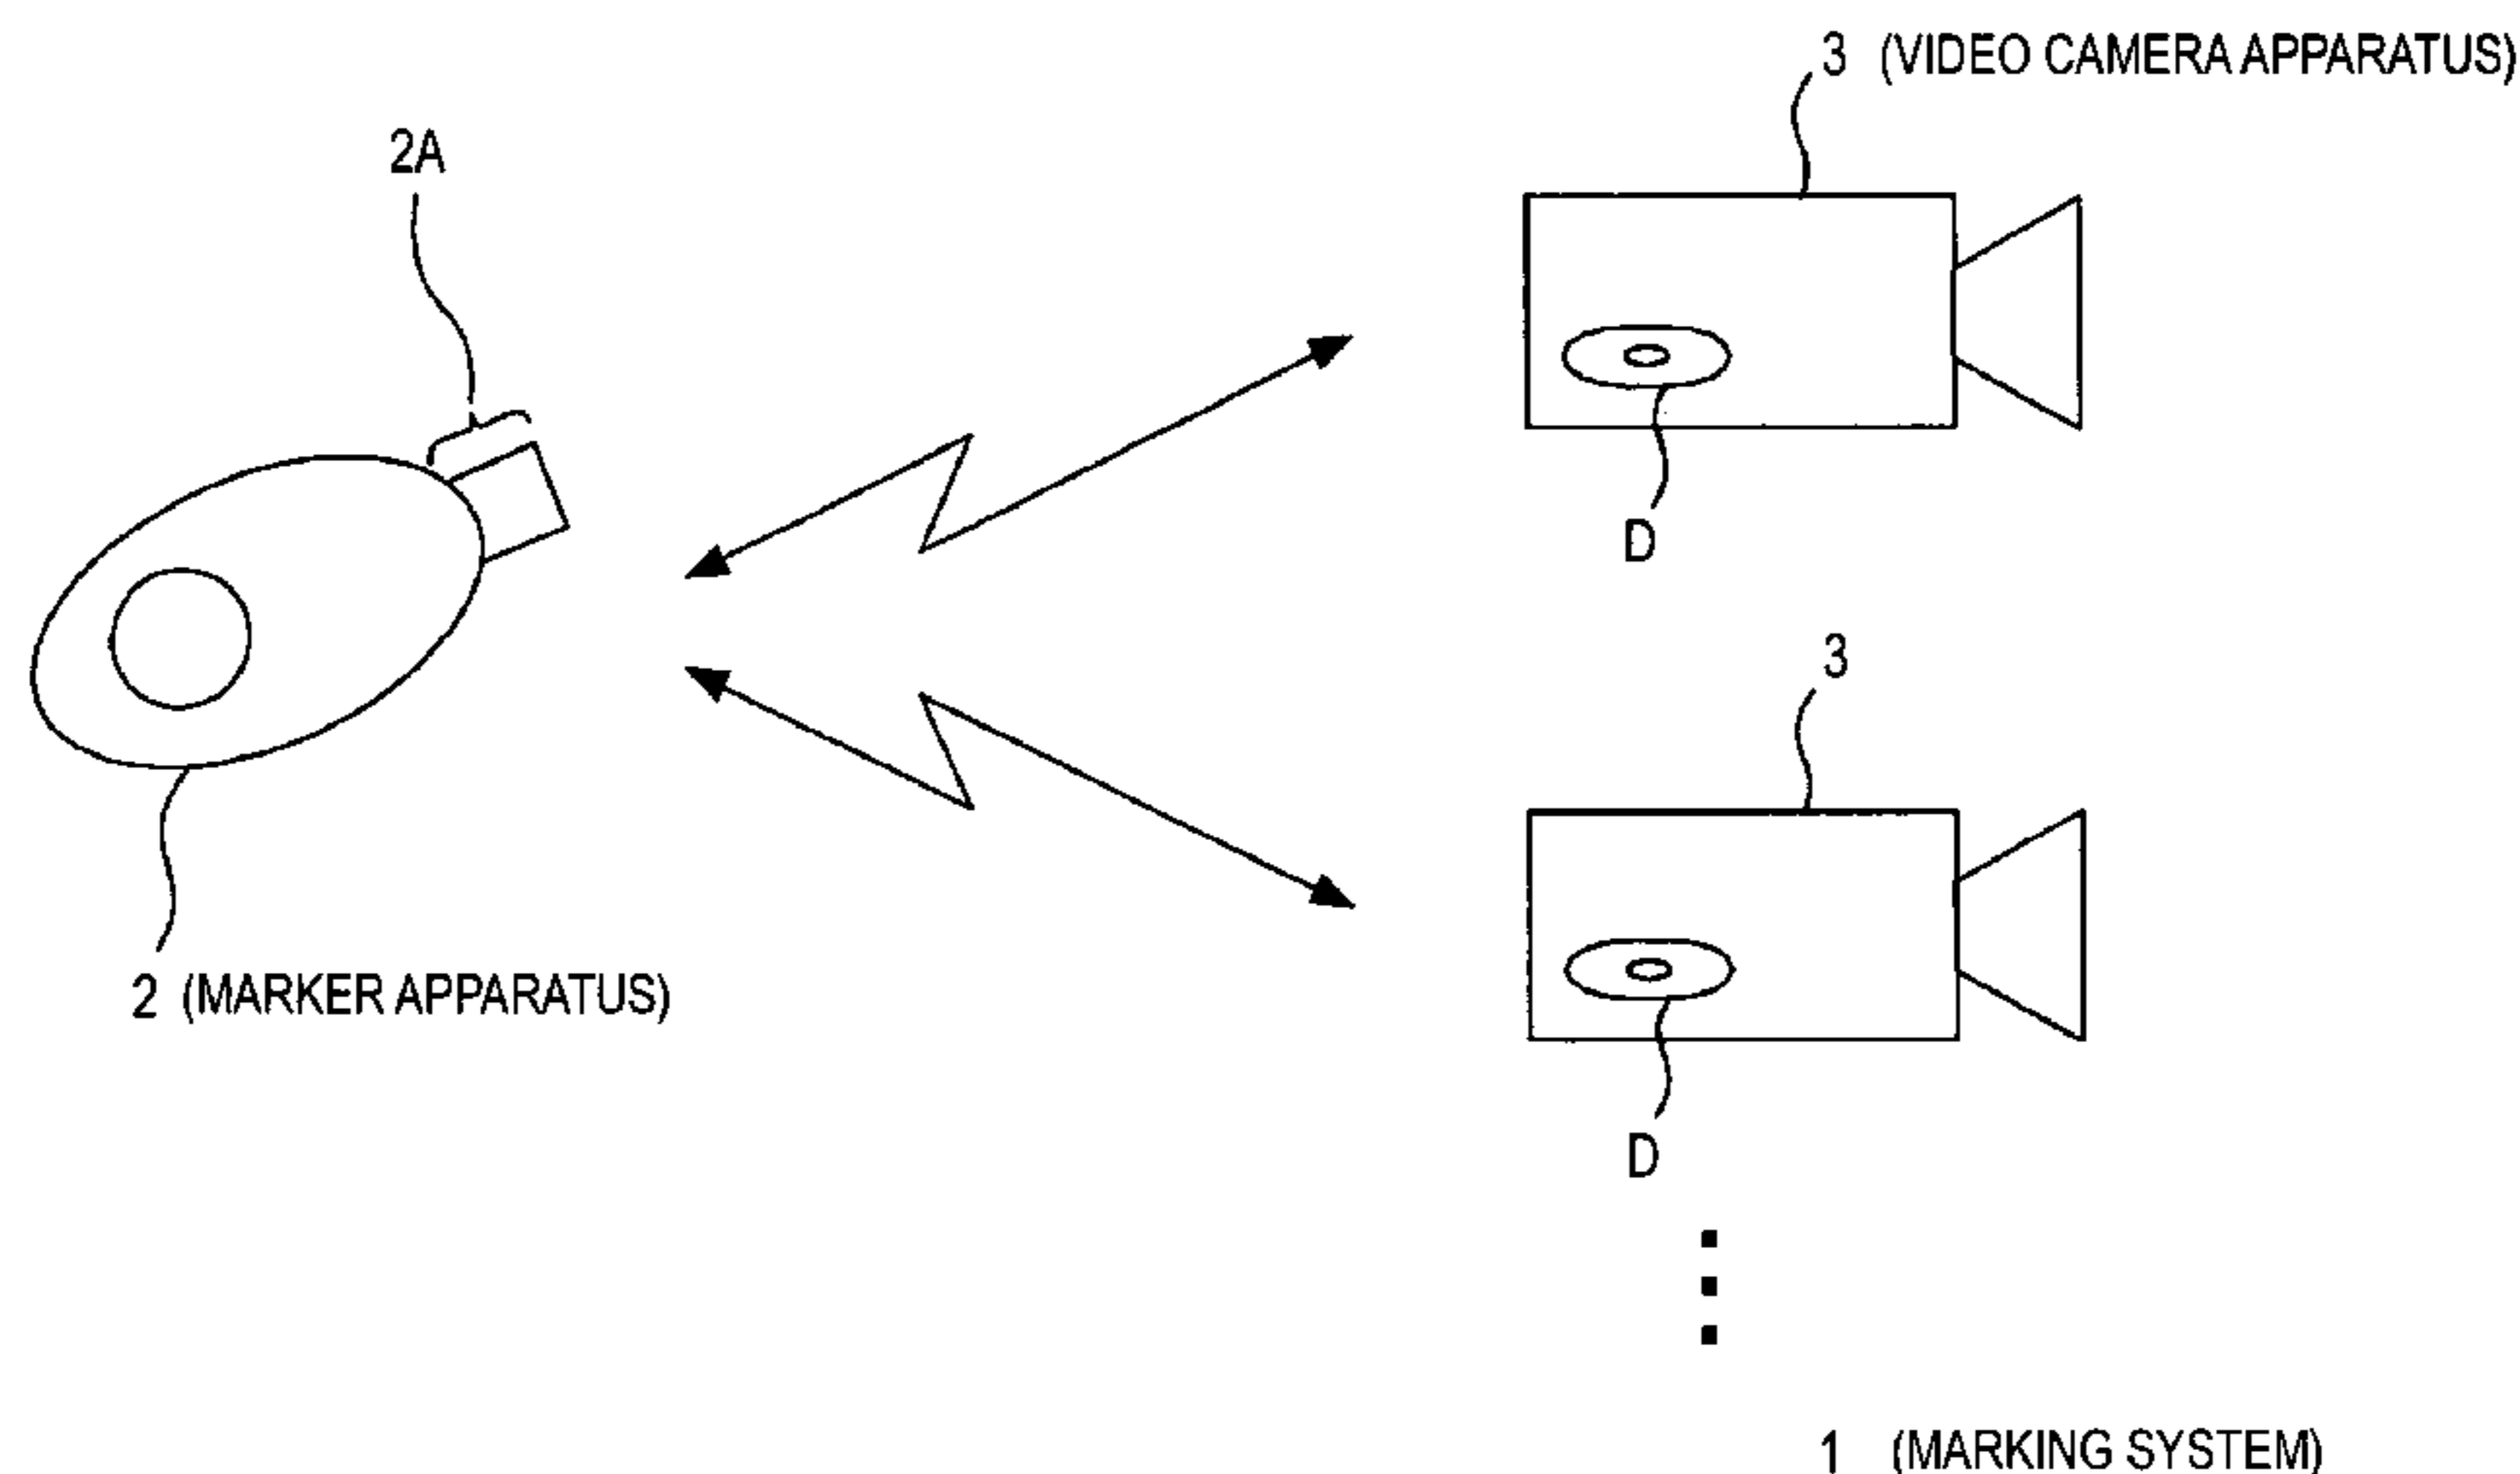 3 (VIDEO CAMERA APPARATUS)
2A
D
3
2 (MARKER APPARATUS)
D
1 (MARKING SYSTEM)